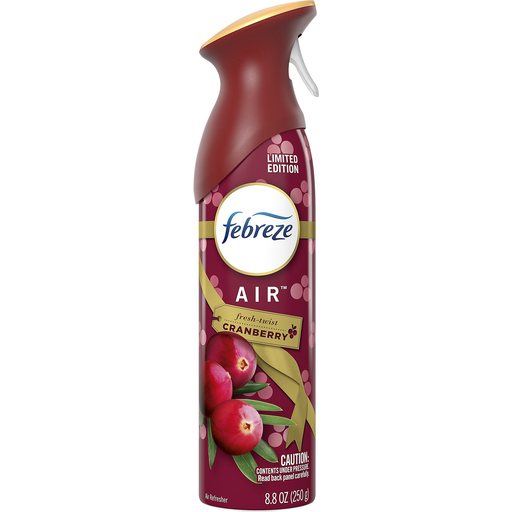 LIMITED
EDITION
febreze
AIR™
fresh-twist
CRANBERRY
CAUTION:
CONTENTS UNDER PRESSURE.
Read back panel carefully.
Air Refresher
8.8 OZ (250 g)